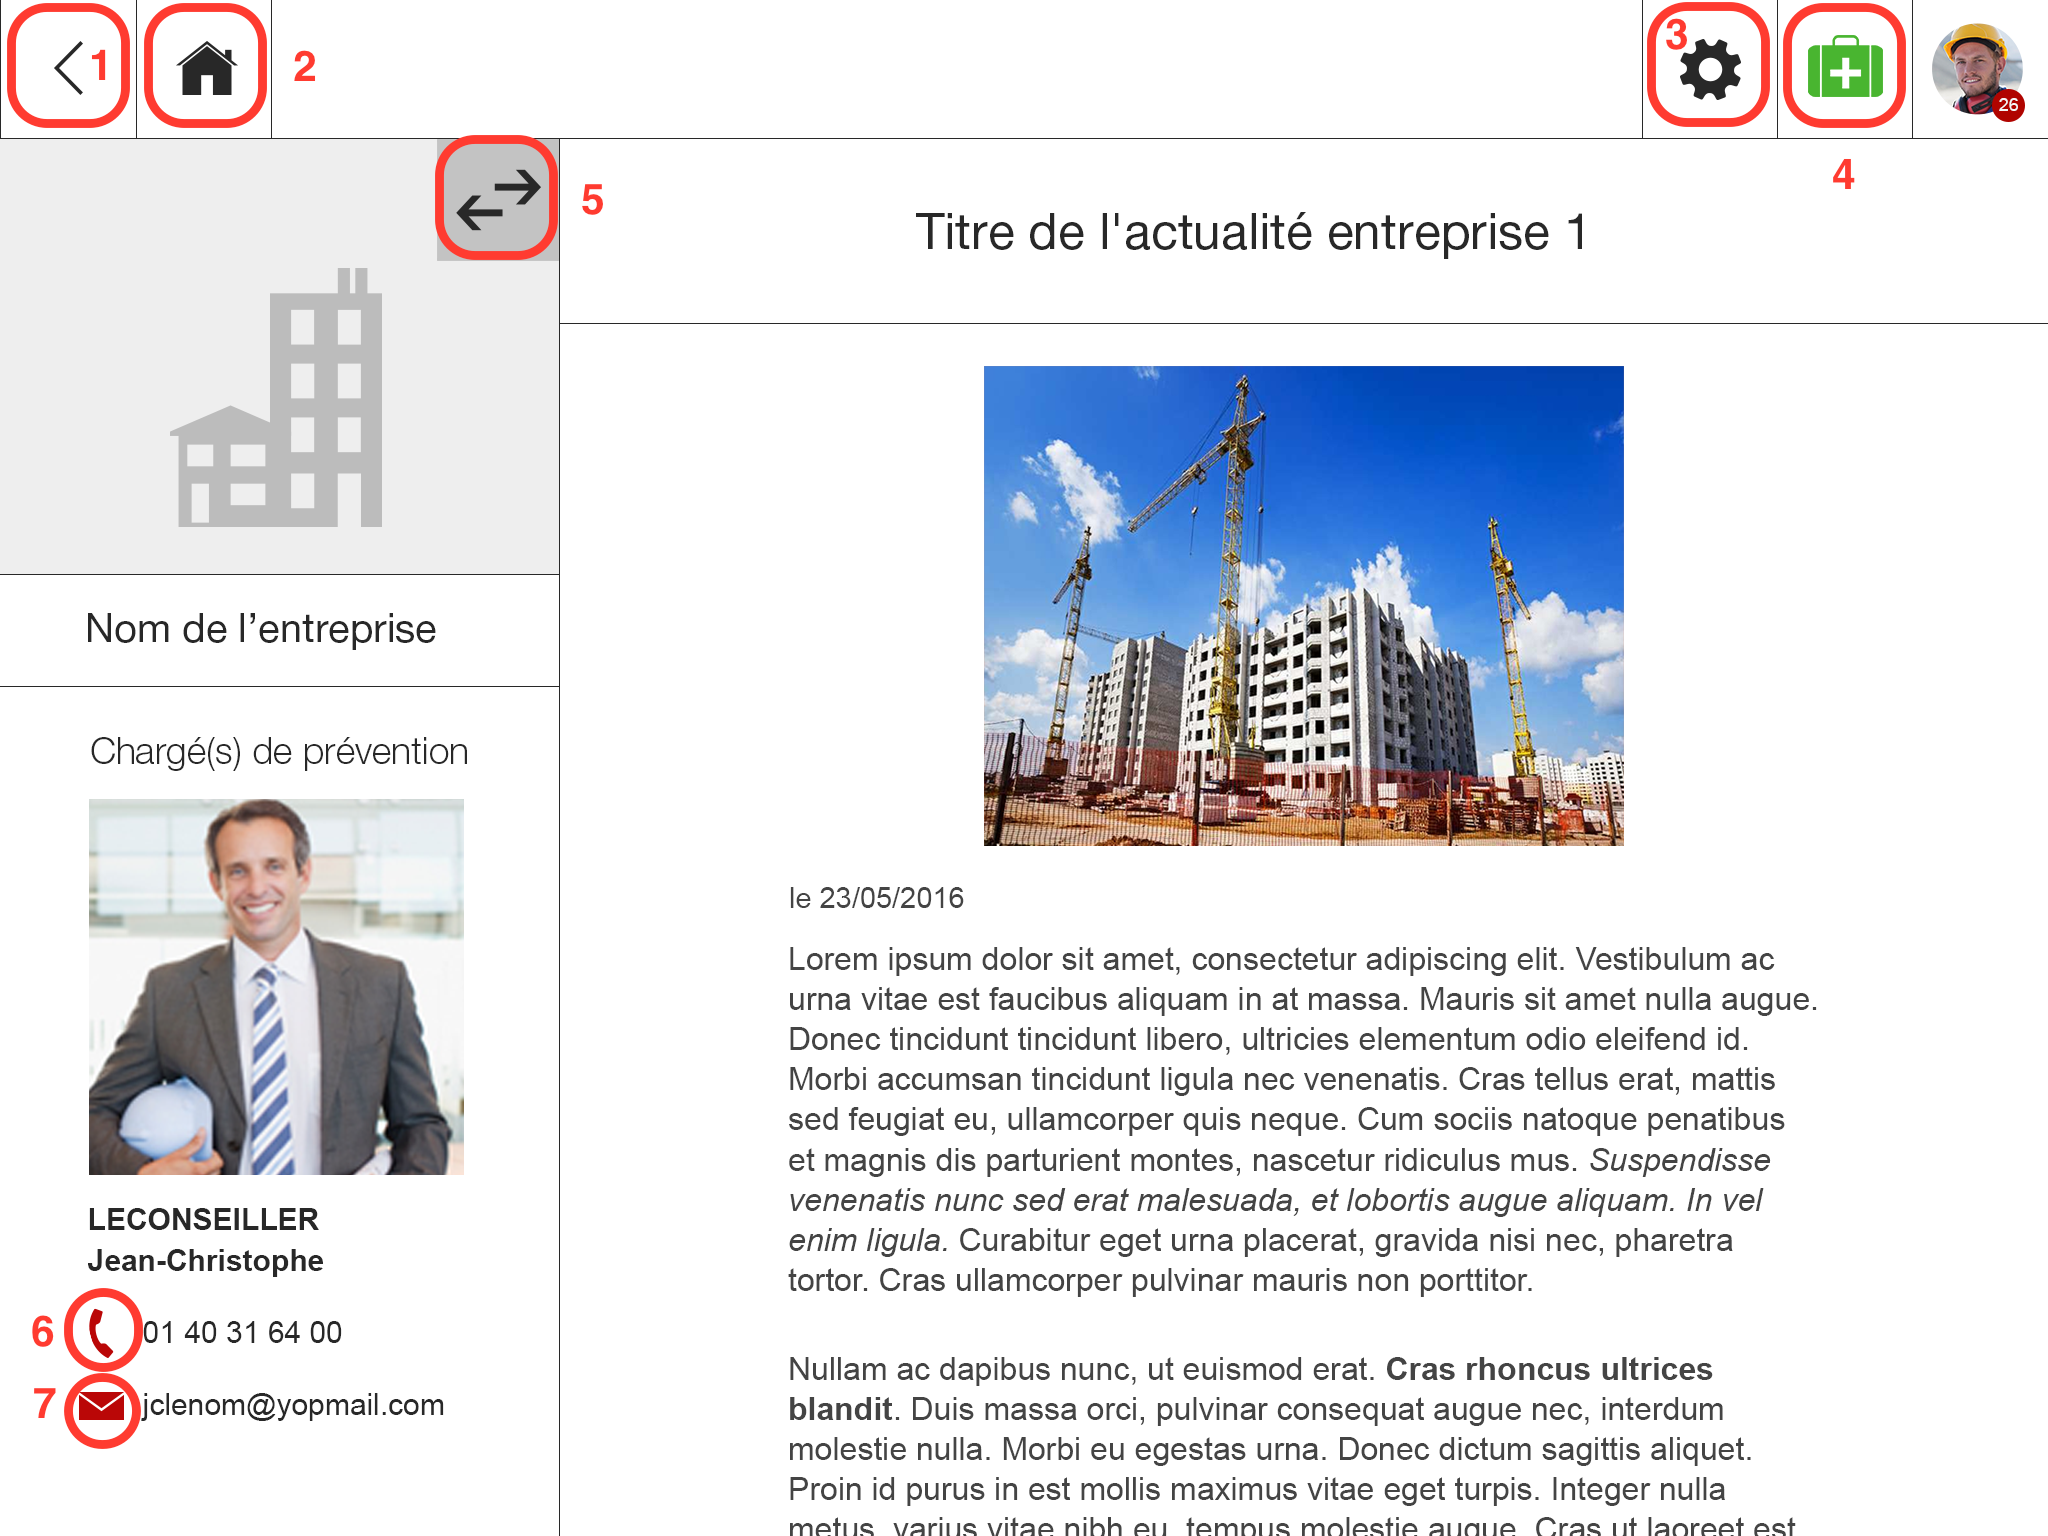 1
2
3
26
4
5
Titre de l'actualité entreprise 1
Nom de l’entreprise
Chargé(s) de prévention
LECONSEILLER
Jean-Christophe
6
01 40 31 64 00
7
jclenom@yopmail.com
le 23/05/2016
Lorem ipsum dolor sit amet, consectetur adipiscing elit. Vestibulum ac
urna vitae est faucibus aliquam in at massa. Mauris sit amet nulla augue.
Donec tincidunt tincidunt libero, ultricies elementum odio eleifend id.
Morbi accumsan tincidunt ligula nec venenatis. Cras tellus erat, mattis
sed feugiat eu, ullamcorper quis neque. Cum sociis natoque penatibus
et magnis dis parturient montes, nascetur ridiculus mus. Suspendisse
venenatis nunc sed erat malesuada, et lobortis augue aliquam. In vel
enim ligula. Curabitur eget urna placerat, gravida nisi nec, pharetra
tortor. Cras ullamcorper pulvinar mauris non porttitor.
Nullam ac dapibus nunc, ut euismod erat. Cras rhoncus ultrices
blandit. Duis massa orci, pulvinar consequat augue nec, interdum
molestie nulla. Morbi eu egestas urna. Donec dictum sagittis aliquet.
Proin id purus in est mollis maximus vitae eget turpis. Integer nulla
metus, varius vitae nibh eu, tempus molestie augue. Cras ut laoreet est